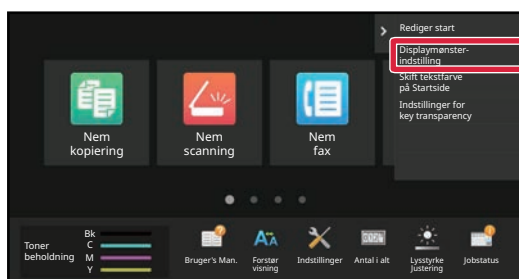 Rediger start
Displaymønster-
indstilling
Skift tekstfarve
på Startside
Indstillinger for
key transparency
Nem
kopiering
Nem
scanning
Nem
fax
Toner
beholdning
Bk
C
M
Y
Bruger's Man.
Forstør
visning
Indstillinger
Antal i alt
Lysstyrke
Justering
Jobstatus